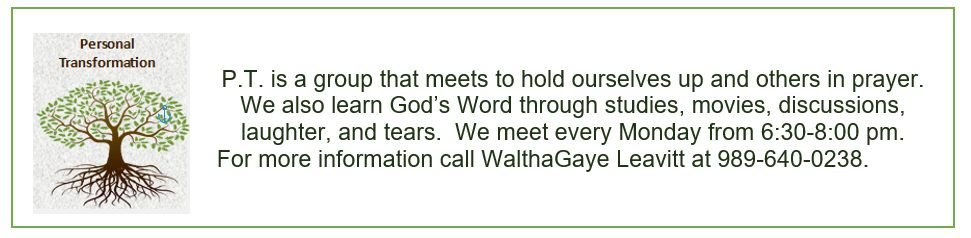 Personal
Transformation
P.T. is a group that meets to hold ourselves up and others in prayer.
We also learn God’s Word through studies, movies, discussions,
laughter, and tears.  We meet every Monday from 6:30-8:00 pm.
For more information call WalthaGaye Leavitt at 989-640-0238.